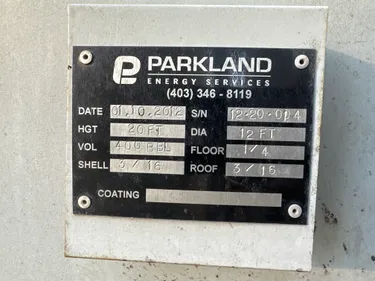 PARKLAND
ENERGY SERVICES
(403) 346 - 8119
DATE 01.10.2012 S/N 12-20-014
HGT 20 FT DIA 12 FT
VOL 400 BBL FLOOR 1/4
SHELL 3/16 ROOF 3/16
COATING